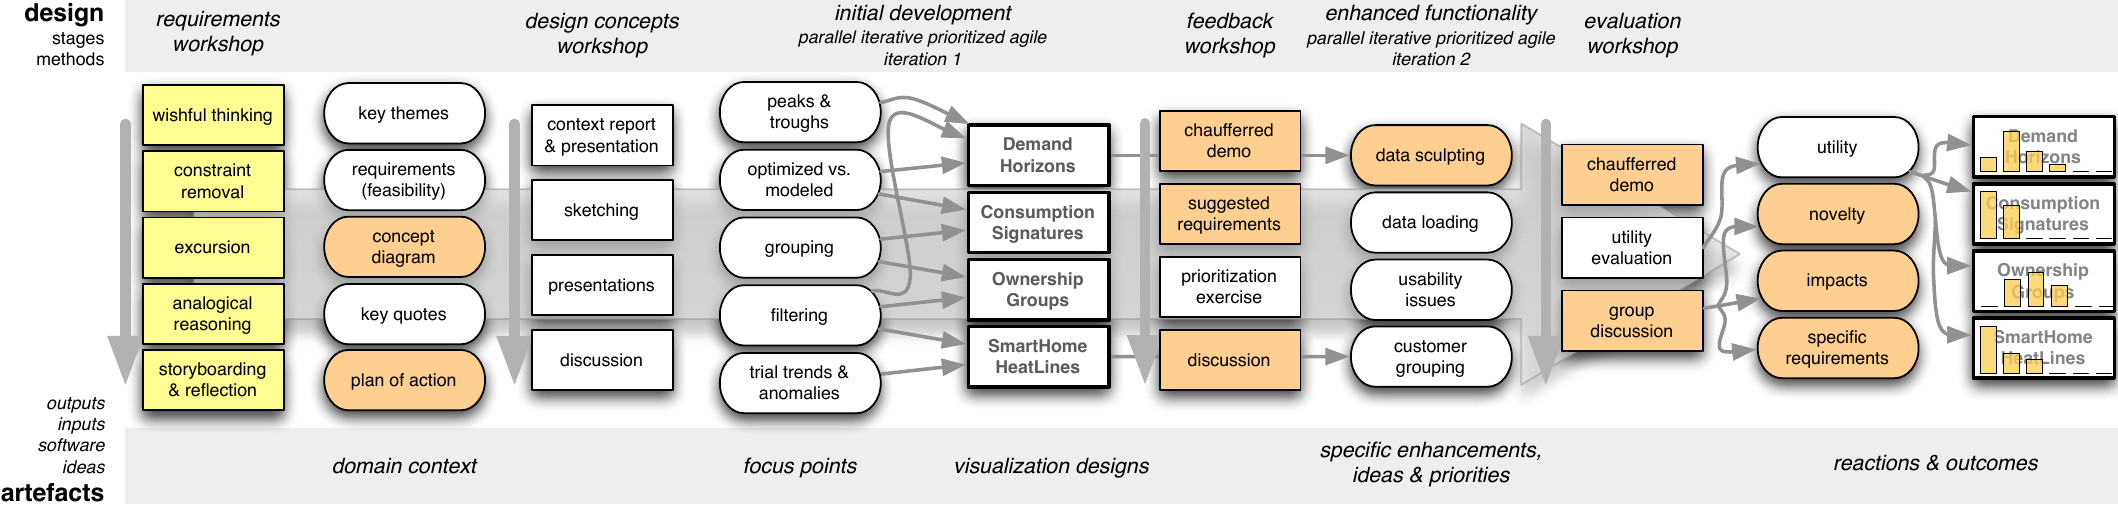 design
stages
methods
requirements
workshop
design concepts
workshop
initial development
parallel iterative prioritized agile
iteration 1
feedback
workshop
enhanced functionality
parallel iterative prioritized agile
iteration 2
evaluation
workshop
wishful thinking
constraint
removal
excursion
analogical
reasoning
storyboarding
& reflection
key themes
requirements
(feasibility)
concept
diagram
key quotes
plan of action
context report
& presentation
sketching
presentations
discussion
peaks &
troughs
optimized vs.
modeled
grouping
filtering
trial trends &
anomalies
Demand
Horizons
Consumption
Signatures
Ownership
Groups
SmartHome
HeatLines
chaufferred
demo
suggested
requirements
prioritization
exercise
discussion
data sculpting
data loading
usability
issues
customer
grouping
chaufferred
demo
utility
evaluation
group
discussion
utility
novelty
impacts
specific
requirements
Demand
Horizons
Consumption
Signatures
Ownership
Groups
SmartHome
HeatLines
outputs
inputs
software
ideas
artefacts
domain context
focus points
visualization designs
specific enhancements,
ideas & priorities
reactions & outcomes